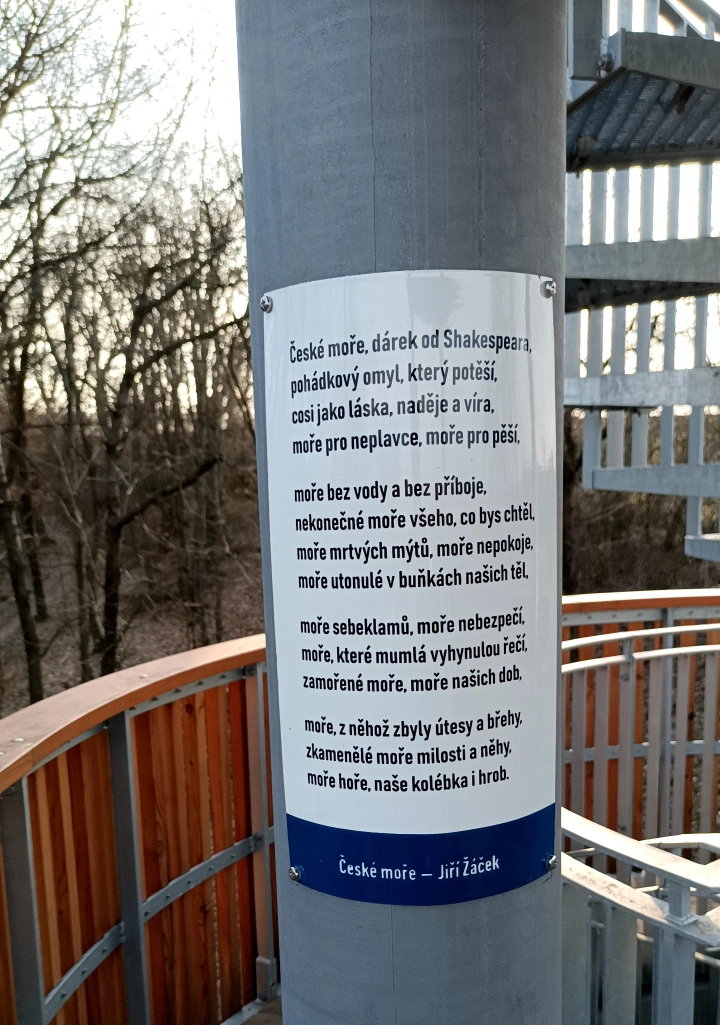 České moře, dárek od Shakespeara,
pohádkový omyl, který potěší,
cosi jako láska, naděje a víra,
moře pro neplavce, moře pro pěší,
moře bez vody a bez příboje,
nekonečné moře všeho, co bys chtěl,
moře mrtvých mýtů, moře nepokoje,
moře utonulé v buňkách našich těl,
moře sebeklamů, moře nebezpečí,
moře, které mumlá vyhynulou řečí,
zamořené moře, moře našich dob,
moře, z něhož zbyly útesy a břehy,
zkamenělé moře milosti a něhy,
moře hoře, naše kolébka i hrob.
České moře – Jiří Žáček